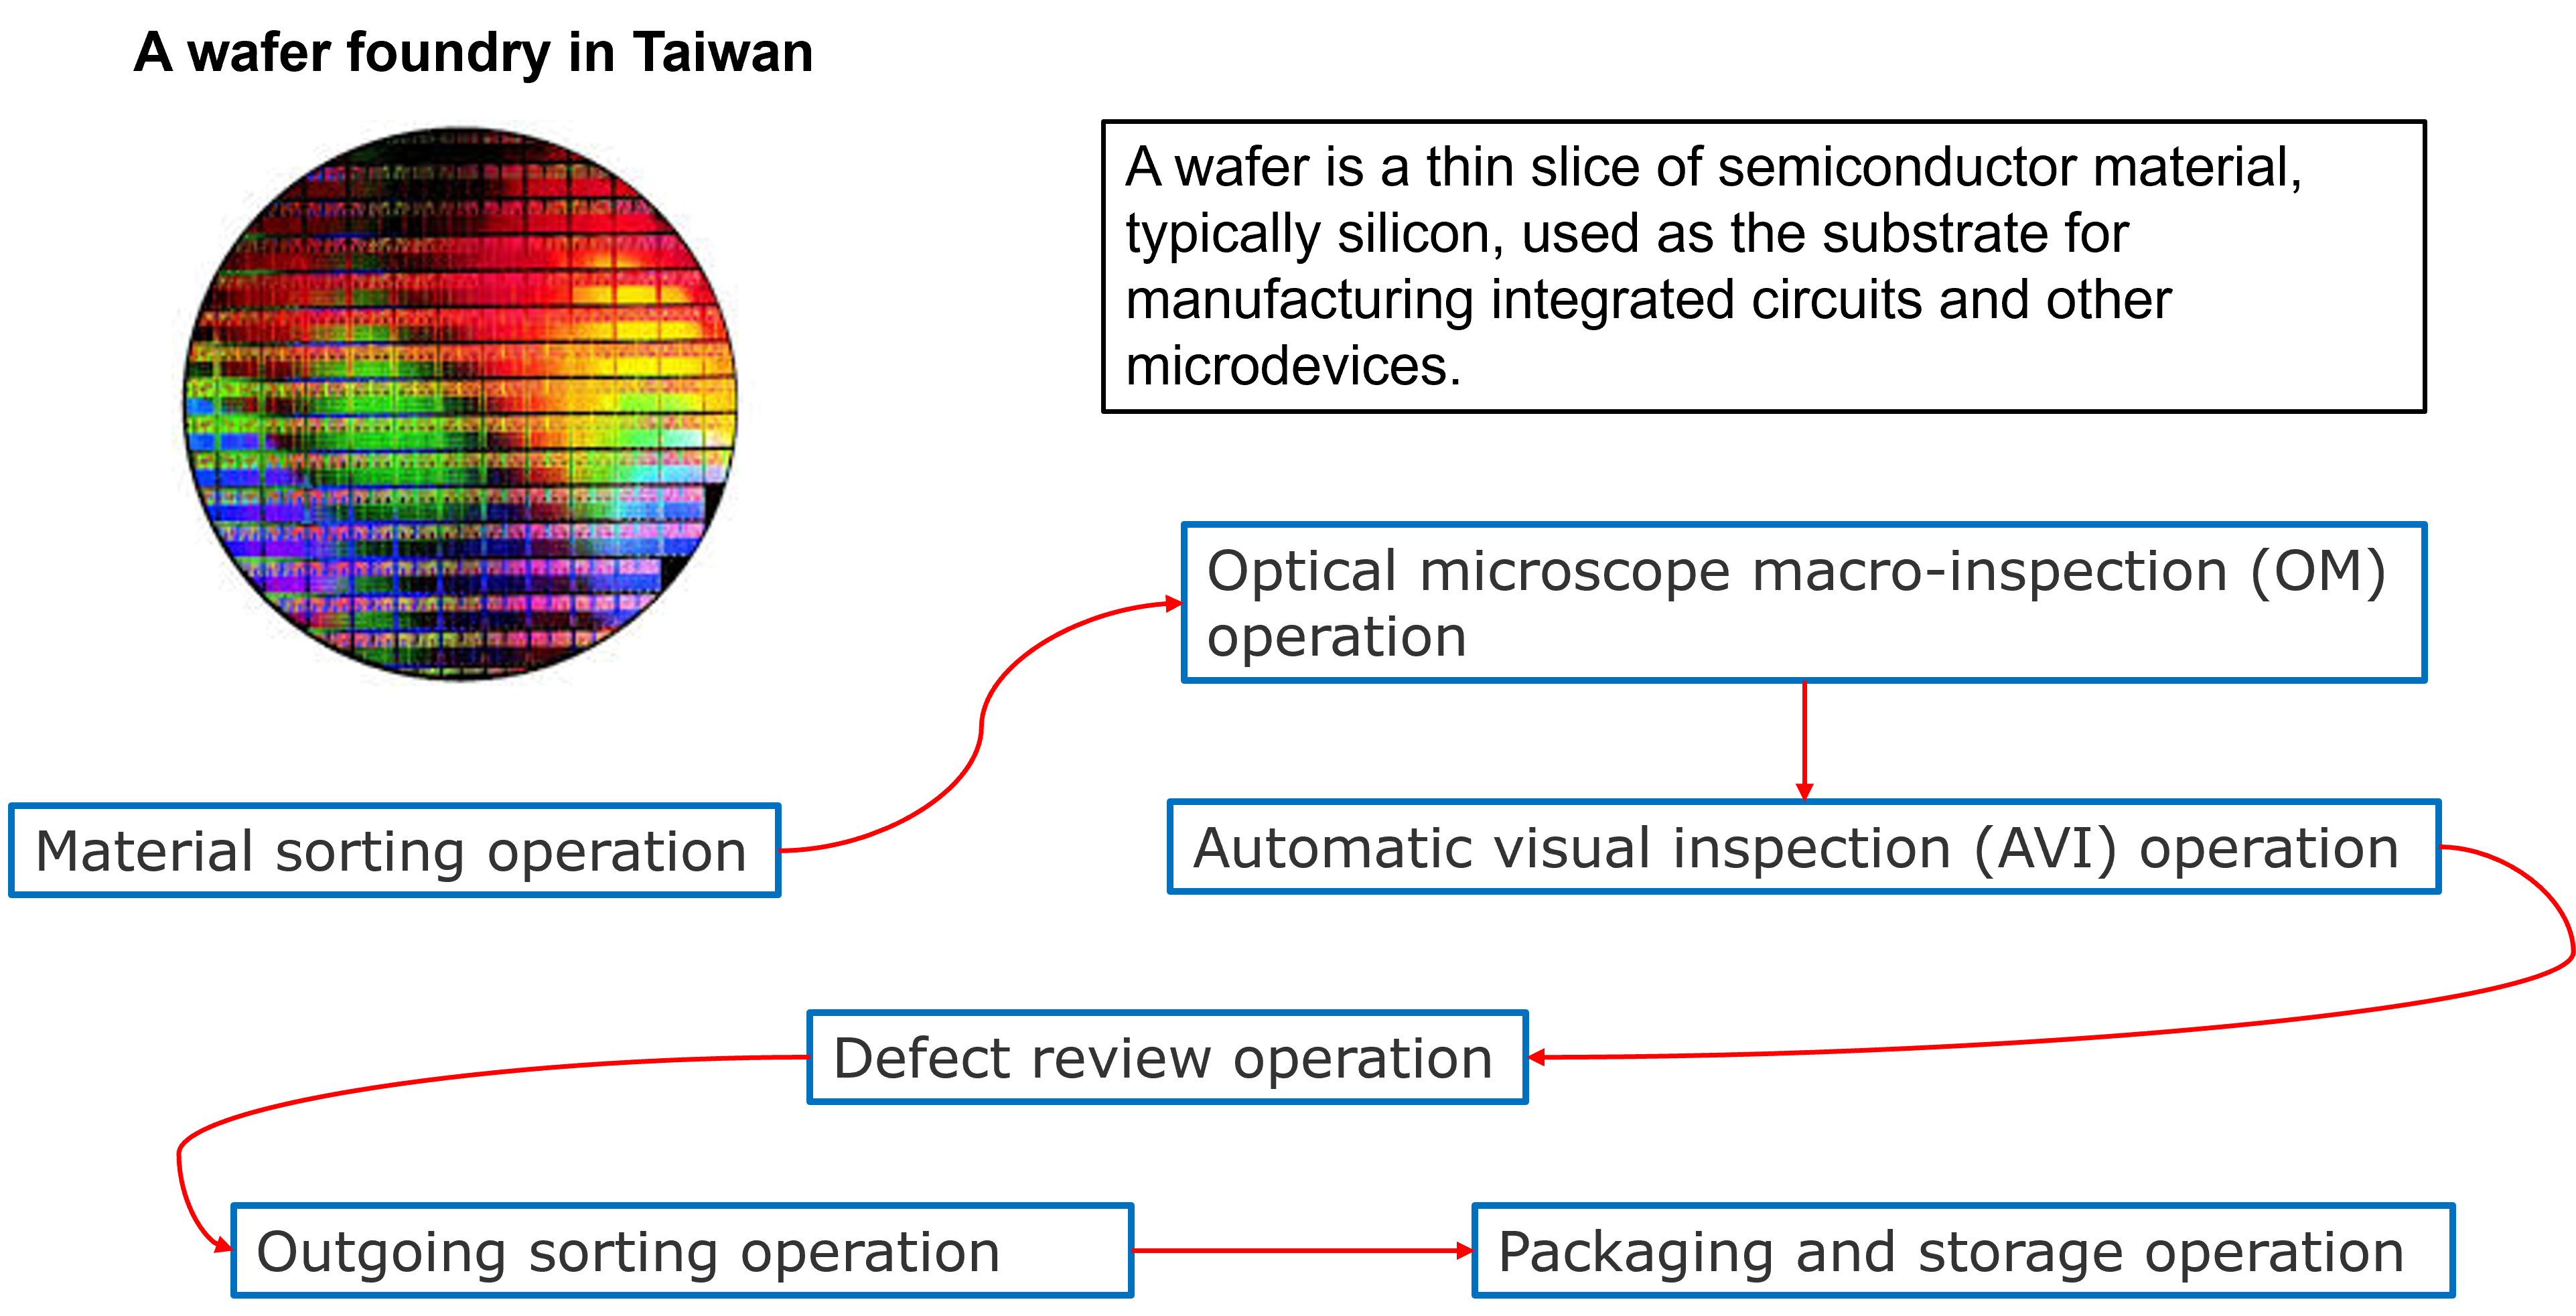 A wafer foundry in Taiwan
A wafer is a thin slice of semiconductor material,
typically silicon, used as the substrate for
manufacturing integrated circuits and other
microdevices.
Optical microscope macro-inspection (OM)
operation
Material sorting operation
Automatic visual inspection (AVI) operation
Defect review operation
Outgoing sorting operation
Packaging and storage operation